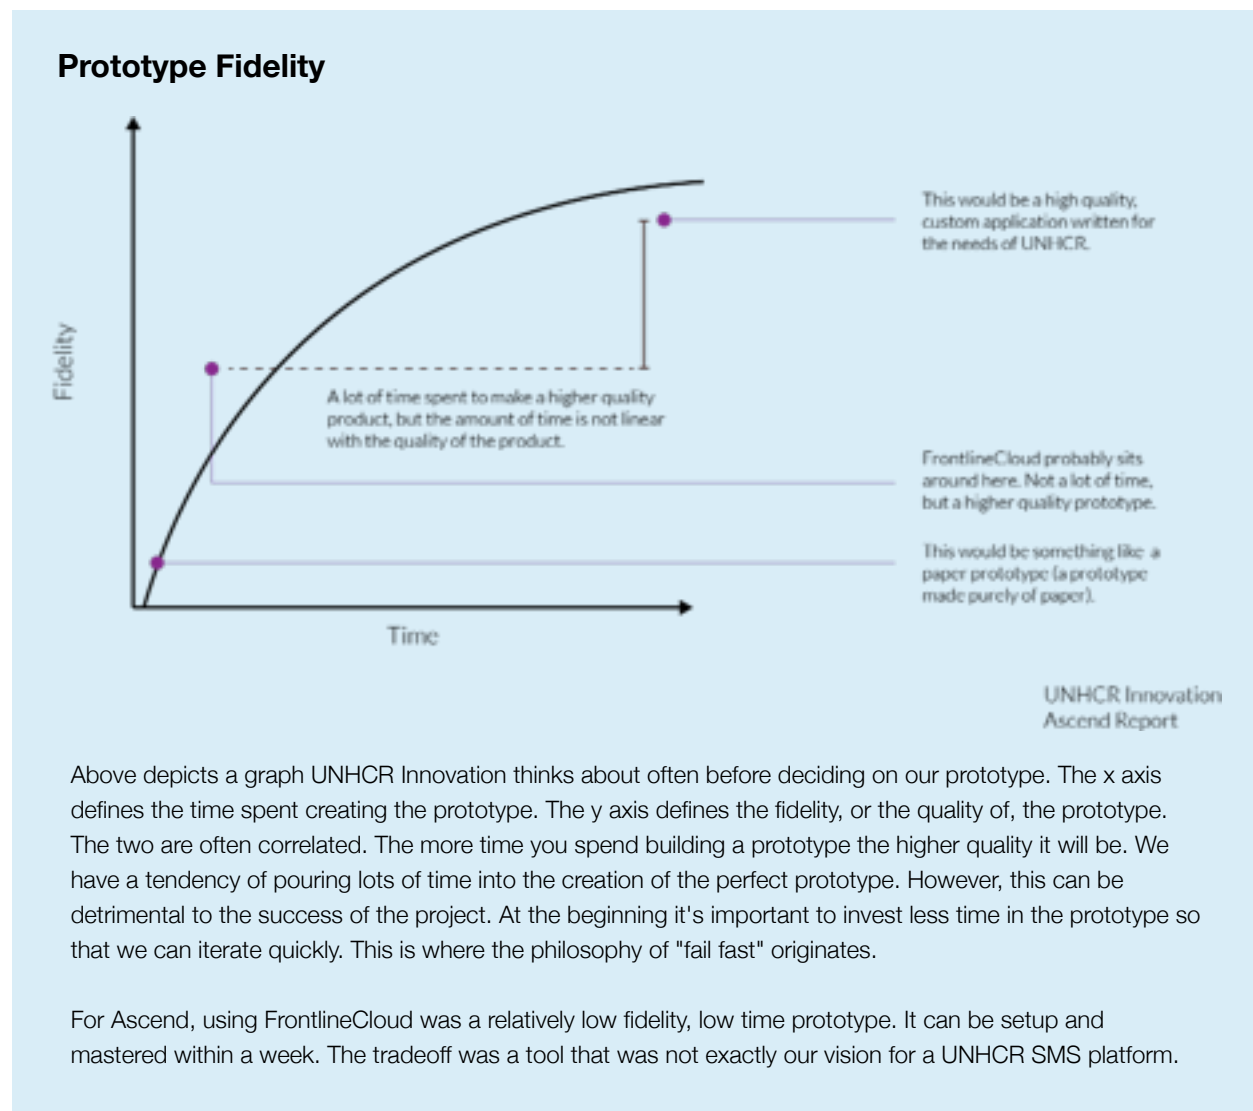 Prototype Fidelity
This would be a high quality,
custom application written for
the needs of UNHCR.
Fidelity
A lot of time spent to make a higher quality
product, but the amount of time is not linear
with the quality of the product.
FrontlineCloud probably sits
around here. Not a lot of time,
but a higher quality prototype.
This would be something like a
paper prototype (a prototype
made purely of paper).
Time
UNHCR Innovation
Ascend Report
Above depicts a graph UNHCR Innovation thinks about often before deciding on our prototype. The x axis
defines the time spent creating the prototype. The y axis defines the fidelity, or the quality of, the prototype.
The two are often correlated. The more time you spend building a prototype the higher quality it will be. We
have a tendency of pouring lots of time into the creation of the perfect prototype. However, this can be
detrimental to the success of the project. At the beginning it's important to invest less time in the prototype so
that we can iterate quickly. This is where the philosophy of "fail fast" originates.
For Ascend, using FrontlineCloud was a relatively low fidelity, low time prototype. It can be setup and
mastered within a week. The tradeoff was a tool that was not exactly our vision for a UNHCR SMS platform.